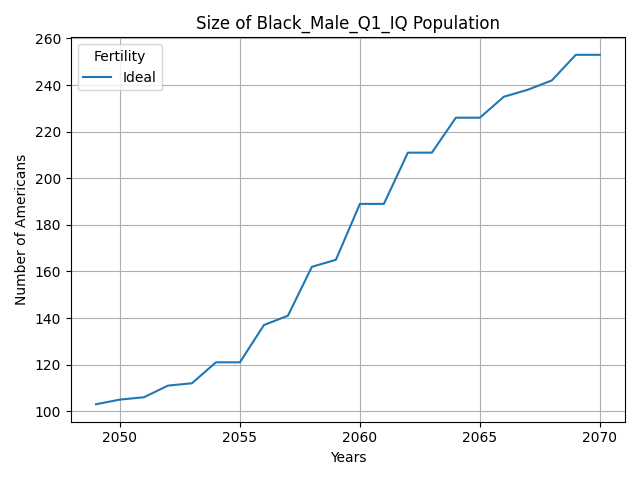 Size of Black_Male_Q1_IQ Population
Number of Americans
260
240
220
200
180
160
140
120
100
Fertility
Ideal
2050 2055 2060 2065 2070
Years